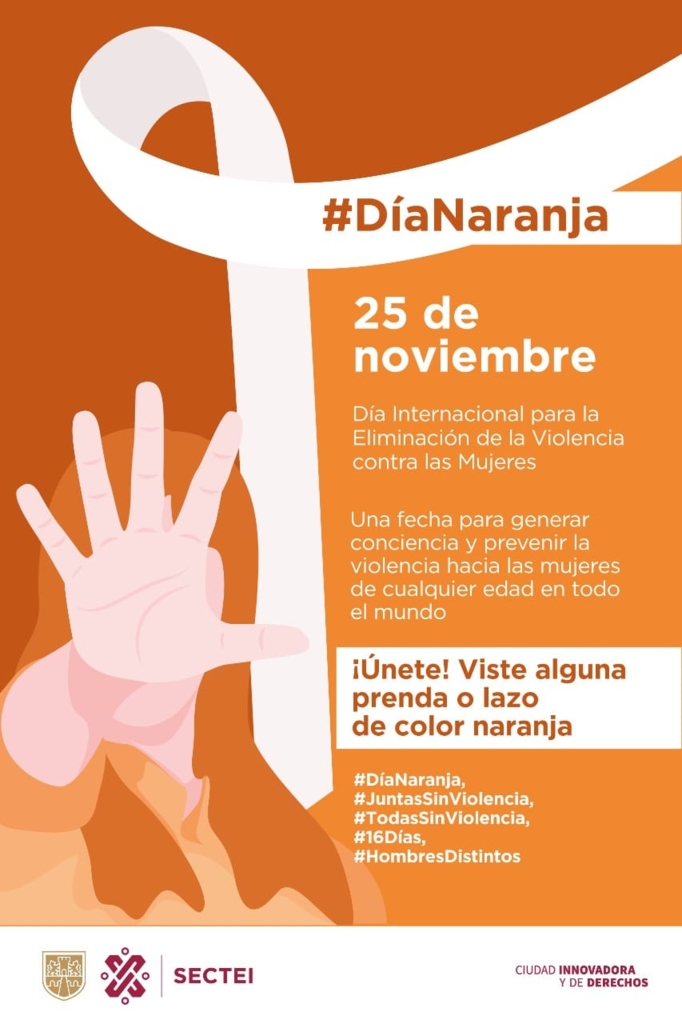 #DíaNaranja
25 de
noviembre
Día Internacional para la
Eliminación de la Violencia
contra las Mujeres
Una fecha para generar
conciencia y prevenir la
violencia hacia las mujeres
de cualquier edad en todo
el mundo
¡Únete! Viste alguna
prenda o lazo
de color naranja
#DíaNaranja,
#JuntasSinViolencia,
#TodasSinViolencia,
#16Días,
#HombresDistintos
SECTEI
CIUDAD INNOVADORA
Y DE DERECHOS